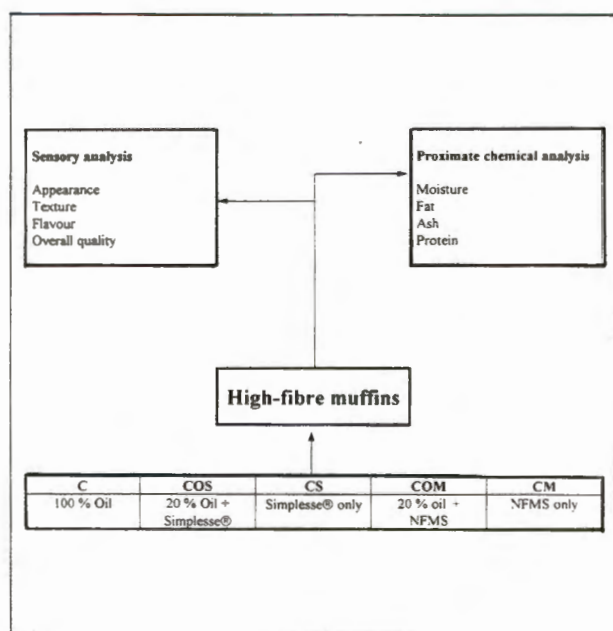 Sensory analysis
Appearance
Texture
Flavour
Overall quality
Proximate chemical analysis
Moisture
Fat
Ash
Protein
High-fibre muffins
C COS CS COM CM
100 % Oil 20 % Oil + Simplesse® only 20 % oil + NFMS only
Simplesse® NFMS